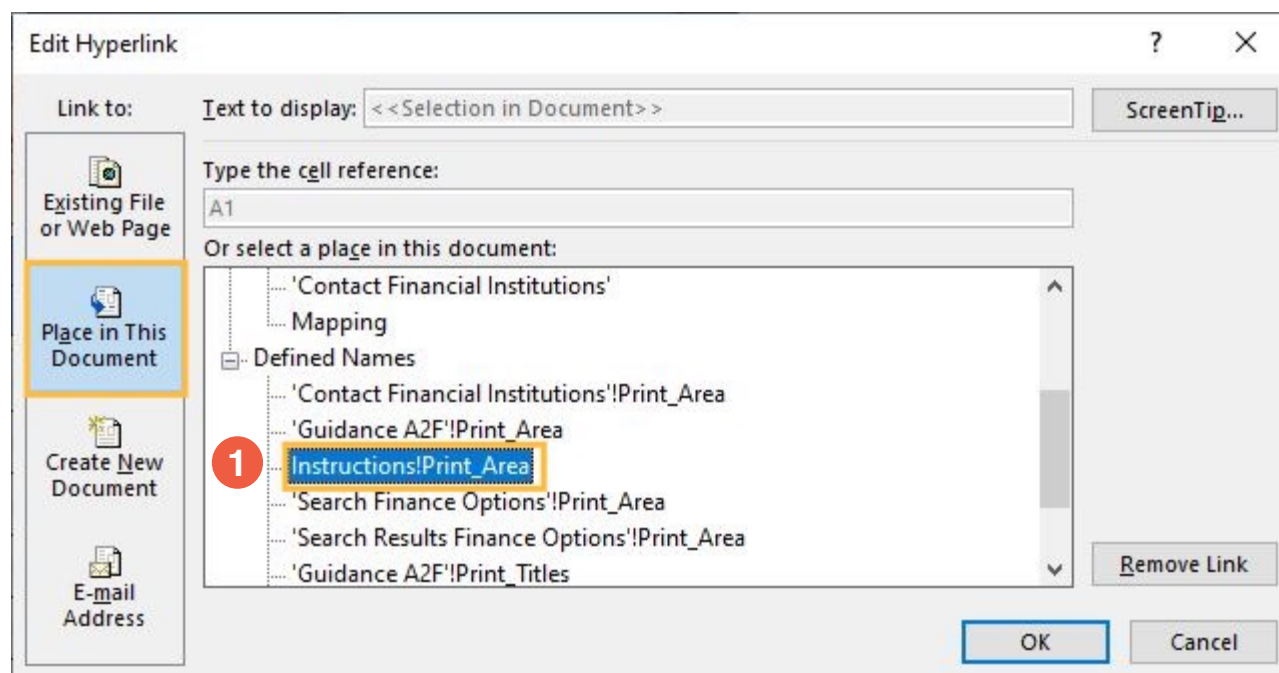 Edit Hyperlink
?
Link to:
Text to display:
<<Selection in Document>>
ScreenTip...
Existing File
or Web Page
Place in This
Document
Create New
Document
E-mail
Address
Type the cell reference:
A1
Or select a place in this document:
'Contact Financial Institutions'
Mapping
Defined Names
'Contact Financial Institutions'!Print_Area
'Guidance A2F'!Print_Area
1
Instructions!Print_Area
'Search Finance Options'!Print_Area
'Search Results Finance Options'!Print_Area
'Guidance A2F'!Print_Titles
Remove Link
OK
Cancel